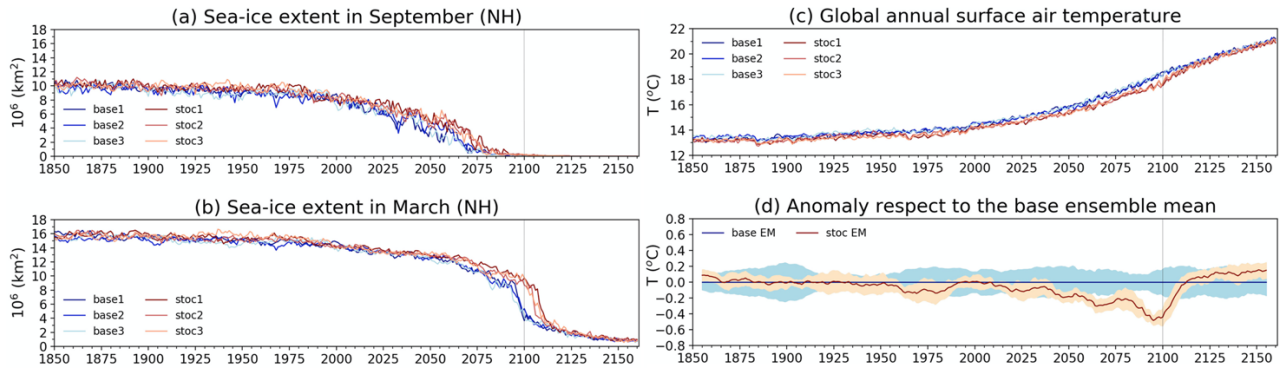 (a) Sea-ice extent in September (NH)
18
16
14
12
10
8
6
4
2
0
10⁶ (km²)
base1 stoc1
base2 stoc2
base3 stoc3
1850 1875 1900 1925 1950 1975 2000 2025 2050 2075 2100 2125 2150
(b) Sea-ice extent in March (NH)
18
16
14
12
10
8
6
4
2
0
10⁶ (km²)
base1 stoc1
base2 stoc2
base3 stoc3
1850 1875 1900 1925 1950 1975 2000 2025 2050 2075 2100 2125 2150
(c) Global annual surface air temperature
22
20
18
16
14
12
T (°C)
base1 stoc1
base2 stoc2
base3 stoc3
1850 1875 1900 1925 1950 1975 2000 2025 2050 2075 2100 2125 2150
(d) Anomaly respect to the base ensemble mean
0.8
0.6
0.4
0.2
0.0
−0.2
−0.4
−0.6
−0.8
T (°C)
base EM stoc EM
1850 1875 1900 1925 1950 1975 2000 2025 2050 2075 2100 2125 2150